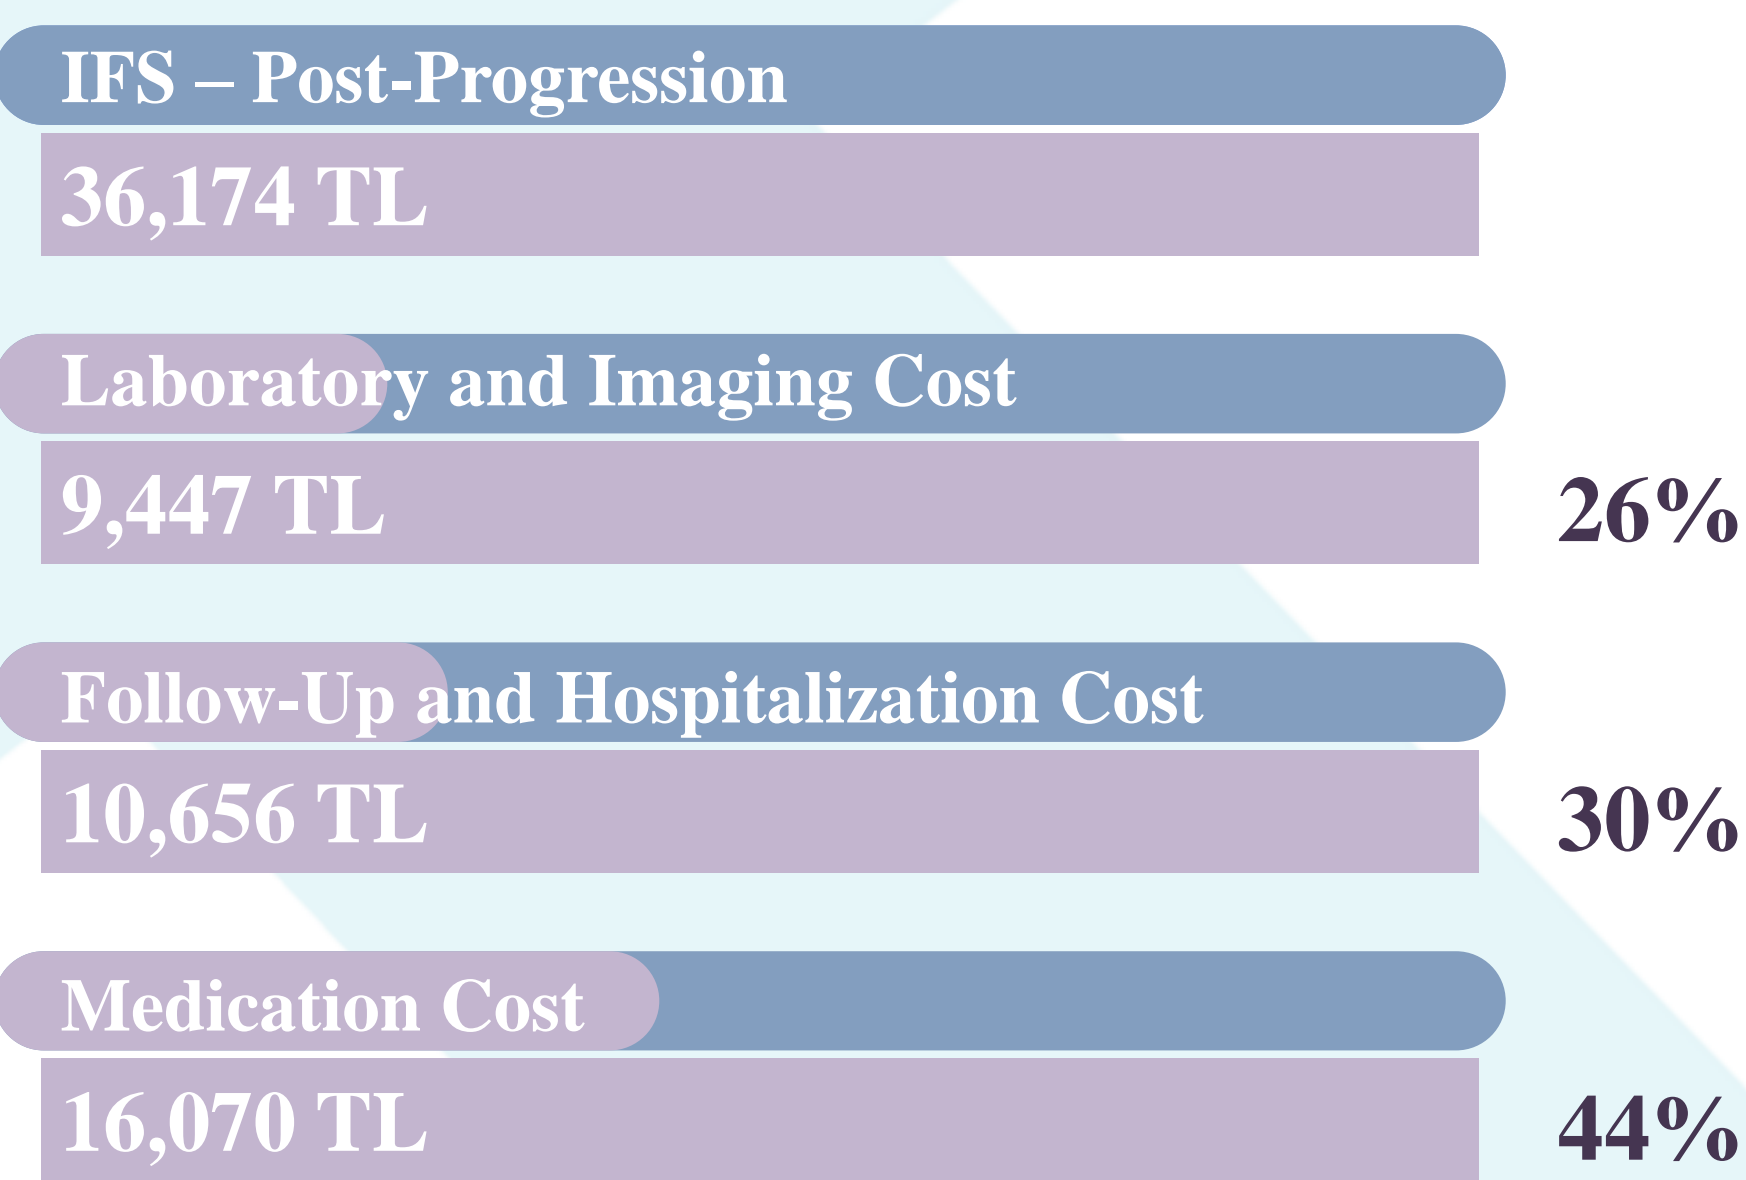 IFS – Post-Progression
36,174 TL
Laboratory and Imaging Cost
9,447 TL
26%
Follow-Up and Hospitalization Cost
10,656 TL
30%
Medication Cost
16,070 TL
44%